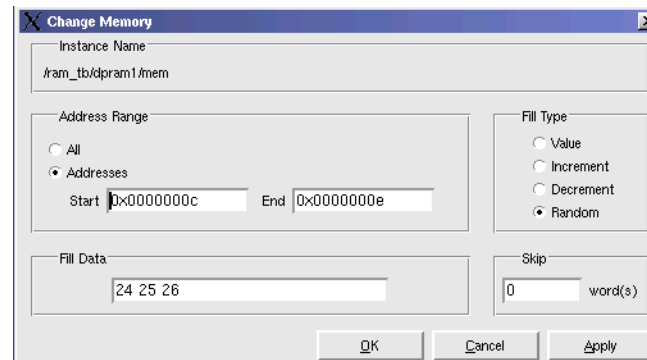 Change Memory
Instance Name
/ram_tb/dpram1/mem
Address Range
All
Addresses
Start 0x0000000c End 0x0000000e
Fill Type
Value
Increment
Decrement
Random
Fill Data
24 25 26
Skip
0 word(s)
OK Cancel Apply